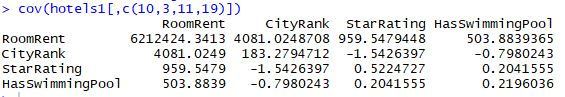 > cov(hotels1[,c(10,3,11,19)])
RoomRent CityRank StarRating HasSwimmingPool
RoomRent 6212424.3413 4081.0248708 959.5479448 503.8839365
CityRank 4081.0249 183.2794712 -1.5426397 -0.7980243
StarRating 959.5479 -1.5426397 0.5224727 0.2041555
HasSwimmingPool 503.8839 -0.7980243 0.2041555 0.2196036